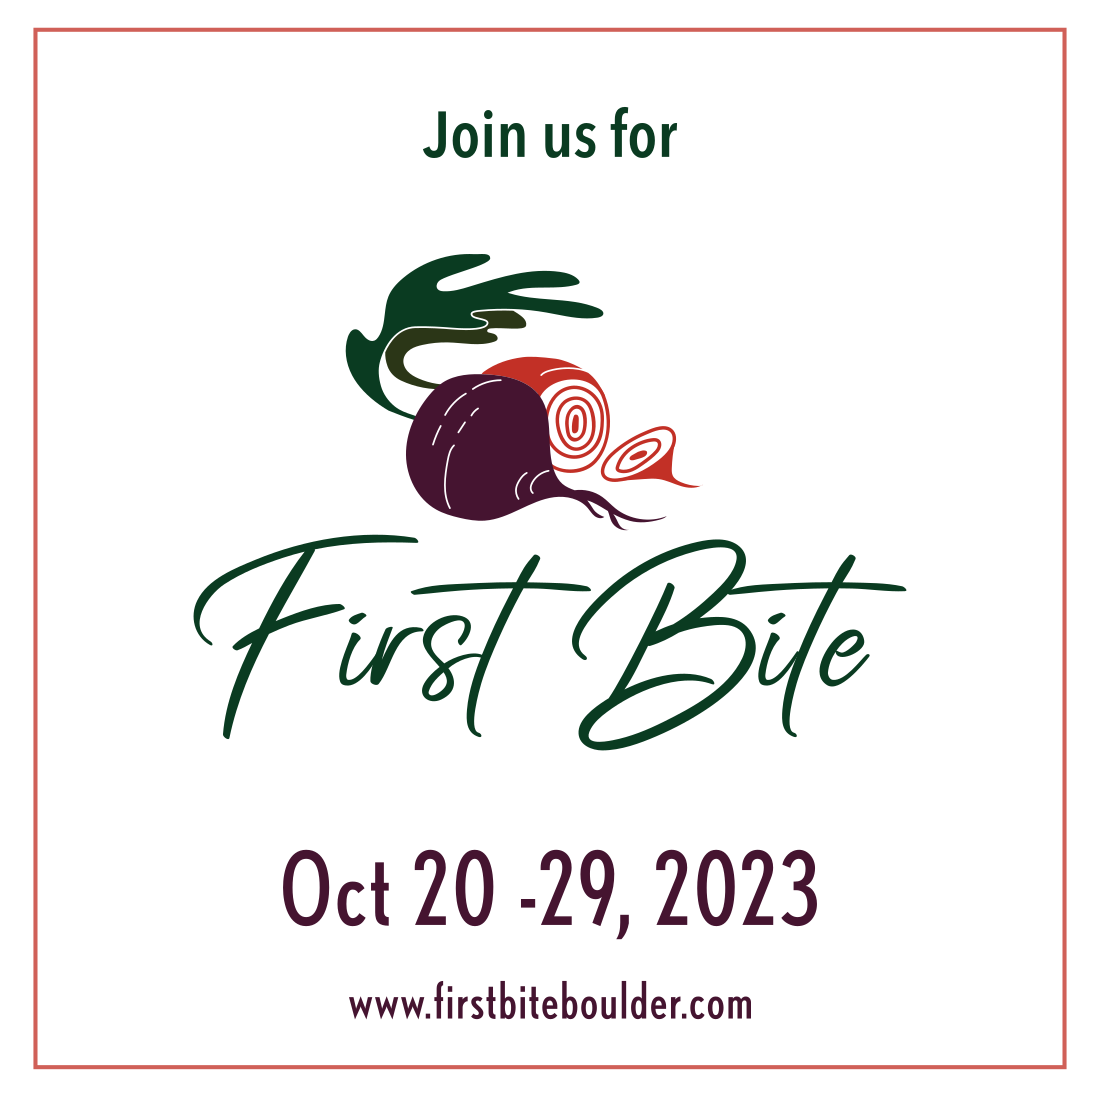 Join us for
First Bite
Oct 20 -29, 2023
www.firstbiteboulder.com